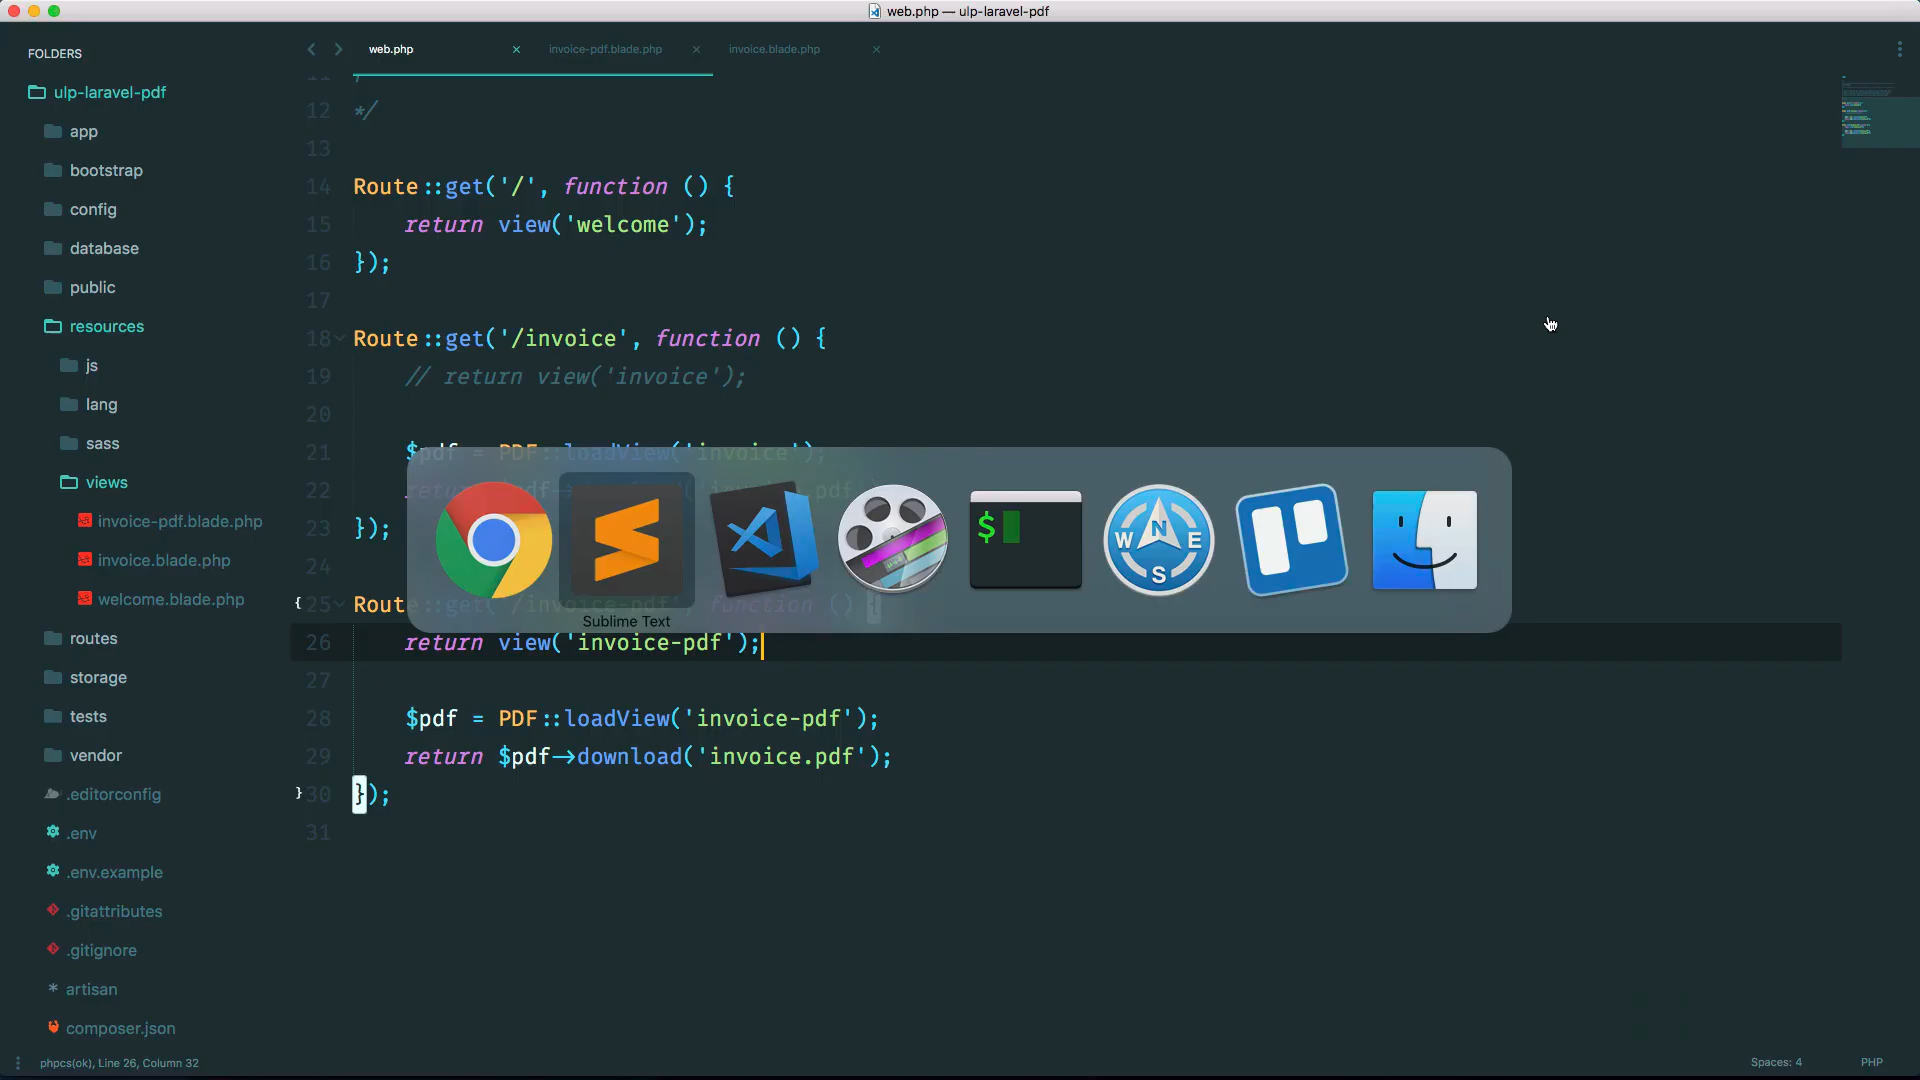 web.php — ulp-laravel-pdf
FOLDERS
ulp-laravel-pdf
app
bootstrap
config
database
public
resources
js
lang
sass
views
invoice-pdf.blade.php
invoice.blade.php
welcome.blade.php
routes
storage
tests
vendor
.editorconfig
.env
.env.example
.gitattributes
.gitignore
artisan
composer.json
web.php
invoice-pdf.blade.php
invoice.blade.php
12 */
13
14 Route::get('/', function () {
15 return view('welcome');
16 });
17
18 Route::get('/invoice', function () {
19 // return view('invoice');
20
21 $pdf = PDF::loadView('invoice');
22
23 });
24
{ 25 Route::get('/invoice-pdf', function () {
26 return view('invoice-pdf');
27
28 $pdf = PDF::loadView('invoice-pdf');
29 return $pdf->download('invoice.pdf');
} 30 });
31
$
N
W E
S
Sublime Text
phpcs(ok), Line 26, Column 32
Spaces: 4
PHP